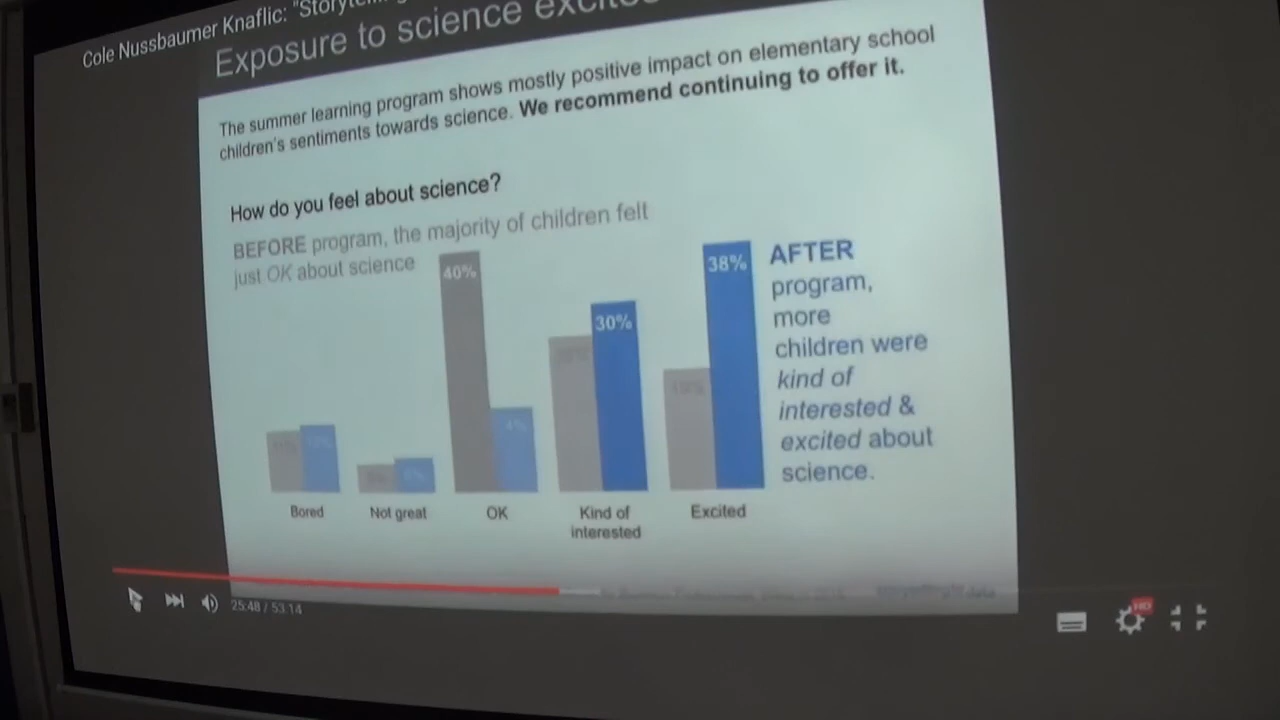 Cole Nussbaumer Knaflic:
Exposure to science
The summer learning program shows mostly positive impact on elementary school
children's sentiments towards science. We recommend continuing to offer it.
How do you feel about science?
BEFORE program, the majority of children felt
just OK about science
40%
30%
38%
AFTER
program,
more
children were
kind of
interested &
excited about
science.
Bored
Not great
OK
Kind of
interested
Excited
25:48 / 53:14
HD